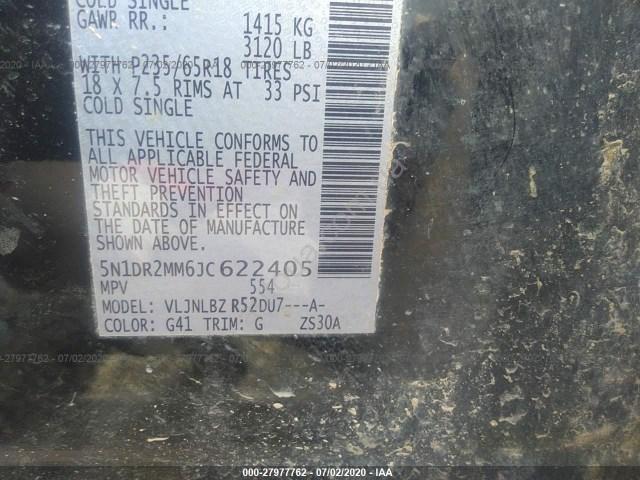 COLD SINGLE
GAWR RR.: 1415 KG
3120 LB
WITH P235/65R18 TIRES
18 X 7.5 RIMS AT 33 PSI
COLD SINGLE
THIS VEHICLE CONFORMS TO
ALL APPLICABLE FEDERAL
MOTOR VEHICLE SAFETY AND
THEFT PREVENTION
STANDARDS IN EFFECT ON
THE DATE OF MANUFACTURE
SHOWN ABOVE.
5N1DR2MM6JC622405
MPV 554
MODEL: VLJNLBZ R52DU7---A-
COLOR: G41 TRIM: G ZS30A
000-27977762 - 07/02/2020 - IAA